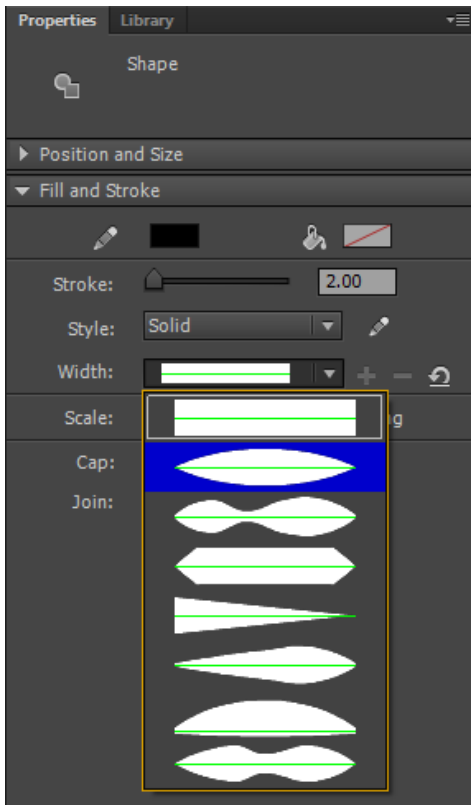 Properties Library
Shape
Position and Size
Fill and Stroke
Stroke: 2.00
Style: Solid
Width:
Scale: g
Cap:
Join: